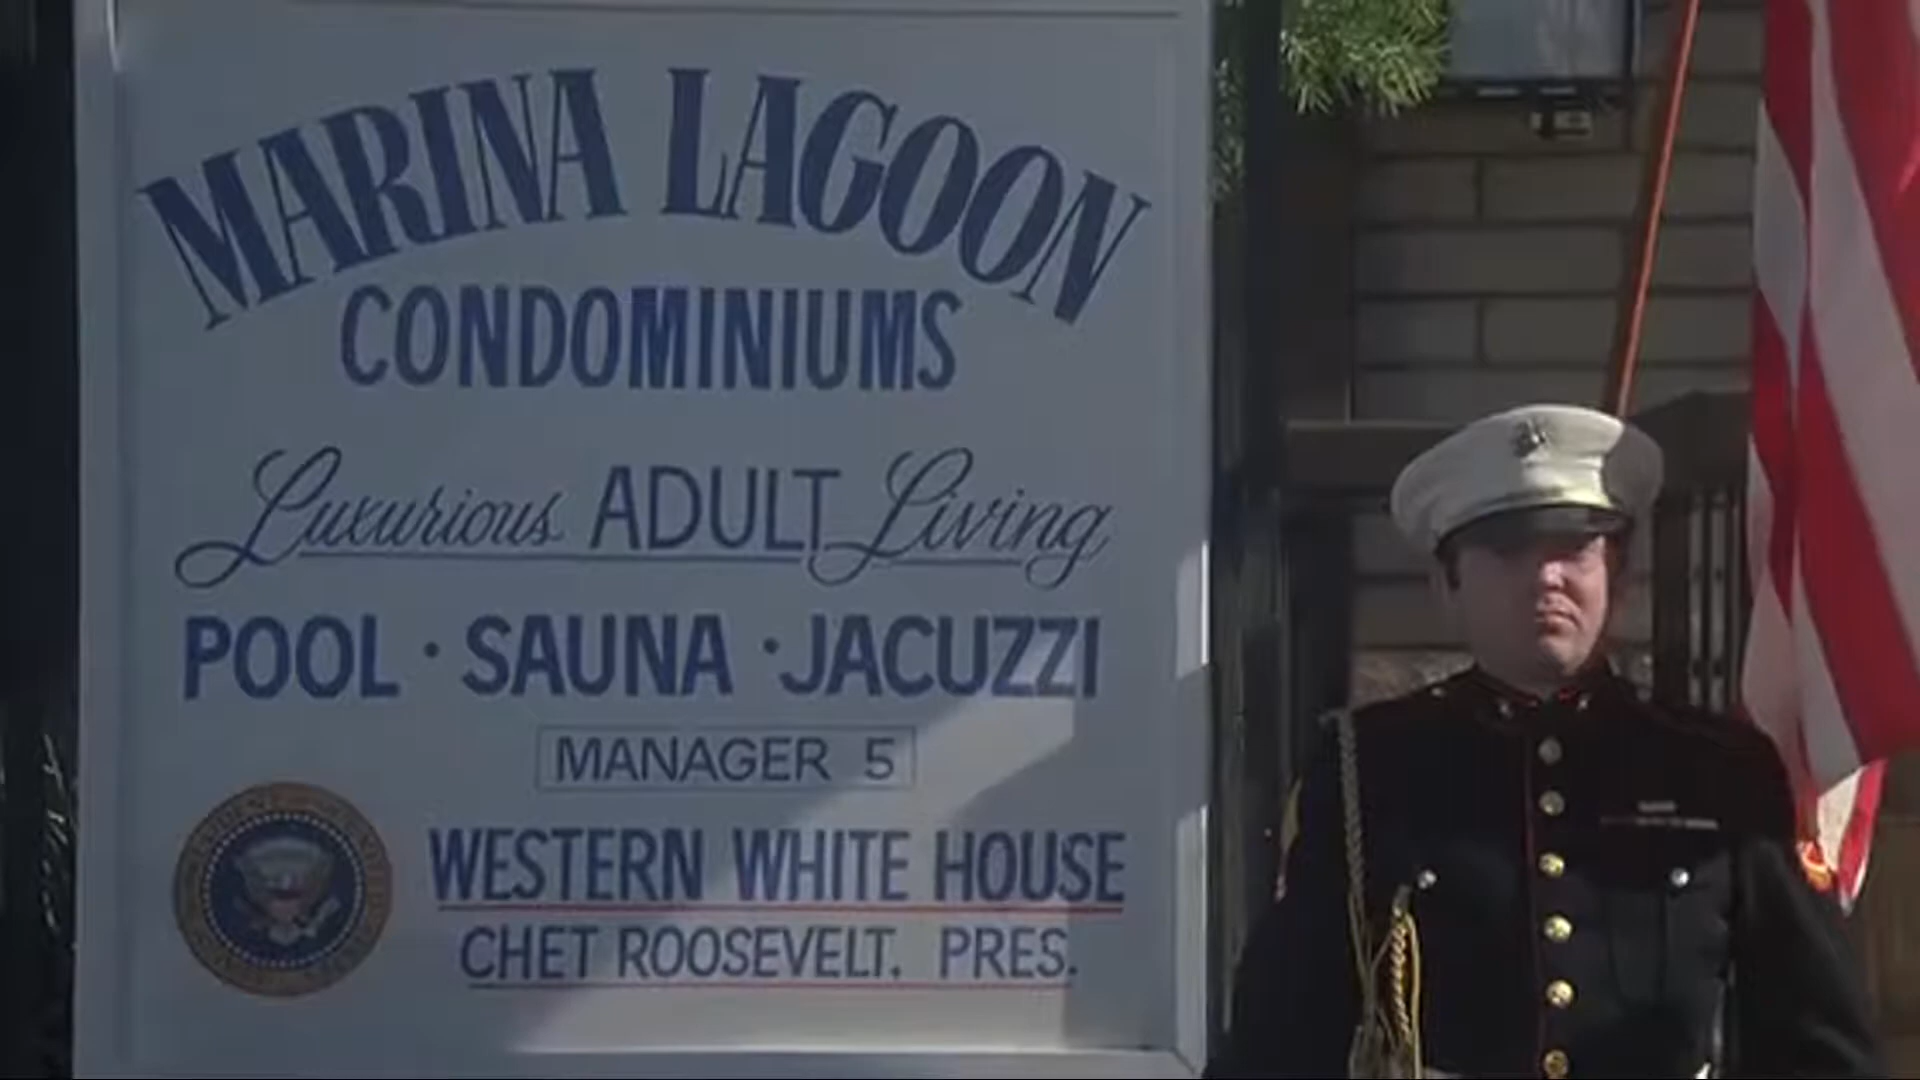 MARINA LAGOON
CONDOMINIUMS
Luxurious ADULT Living
POOL · SAUNA · JACUZZI
MANAGER 5
WESTERN WHITE HOUSE
CHET ROOSEVELT, PRES.